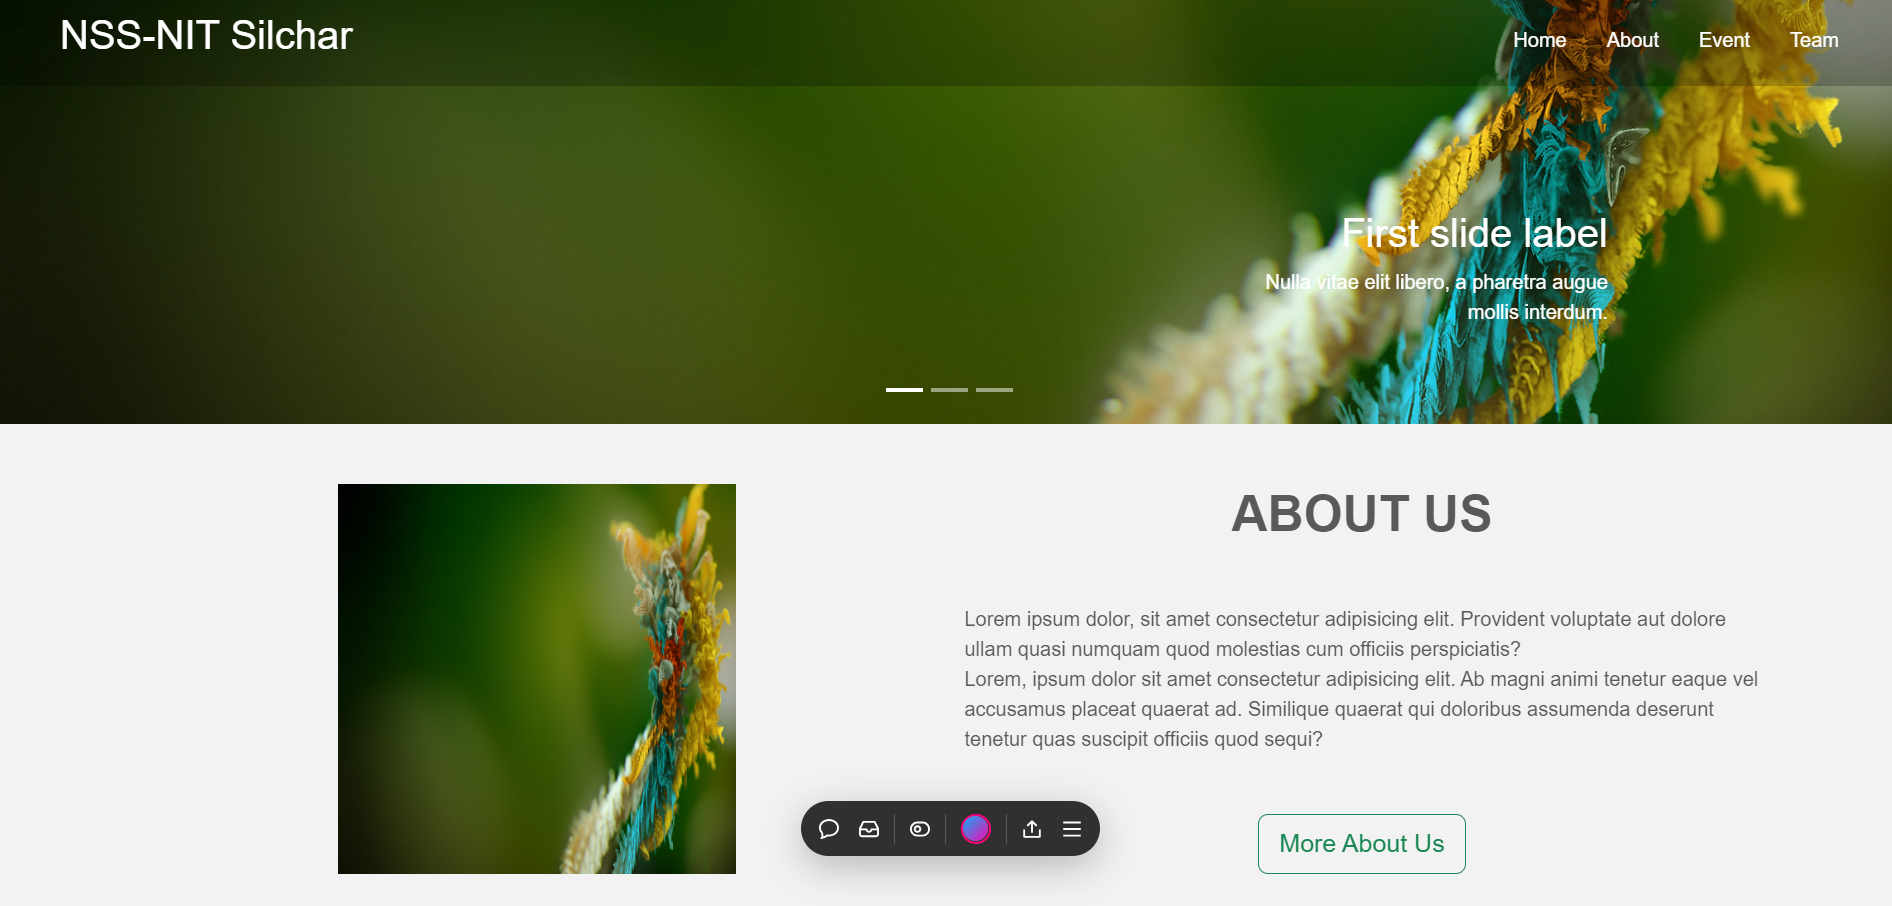 NSS-NIT Silchar
Home About Event Team
First slide label
Nulla vitae elit libero, a pharetra augue
mollis interdum.
ABOUT US
Lorem ipsum dolor, sit amet consectetur adipisicing elit. Provident voluptate aut dolore
ullam quasi numquam quod molestias cum officiis perspiciatis?
Lorem, ipsum dolor sit amet consectetur adipisicing elit. Ab magni animi tenetur eaque vel
accusamus placeat quaerat ad. Similique quaerat qui doloribus assumenda deserunt
tenetur quas suscipit officiis quod sequi?
More About Us